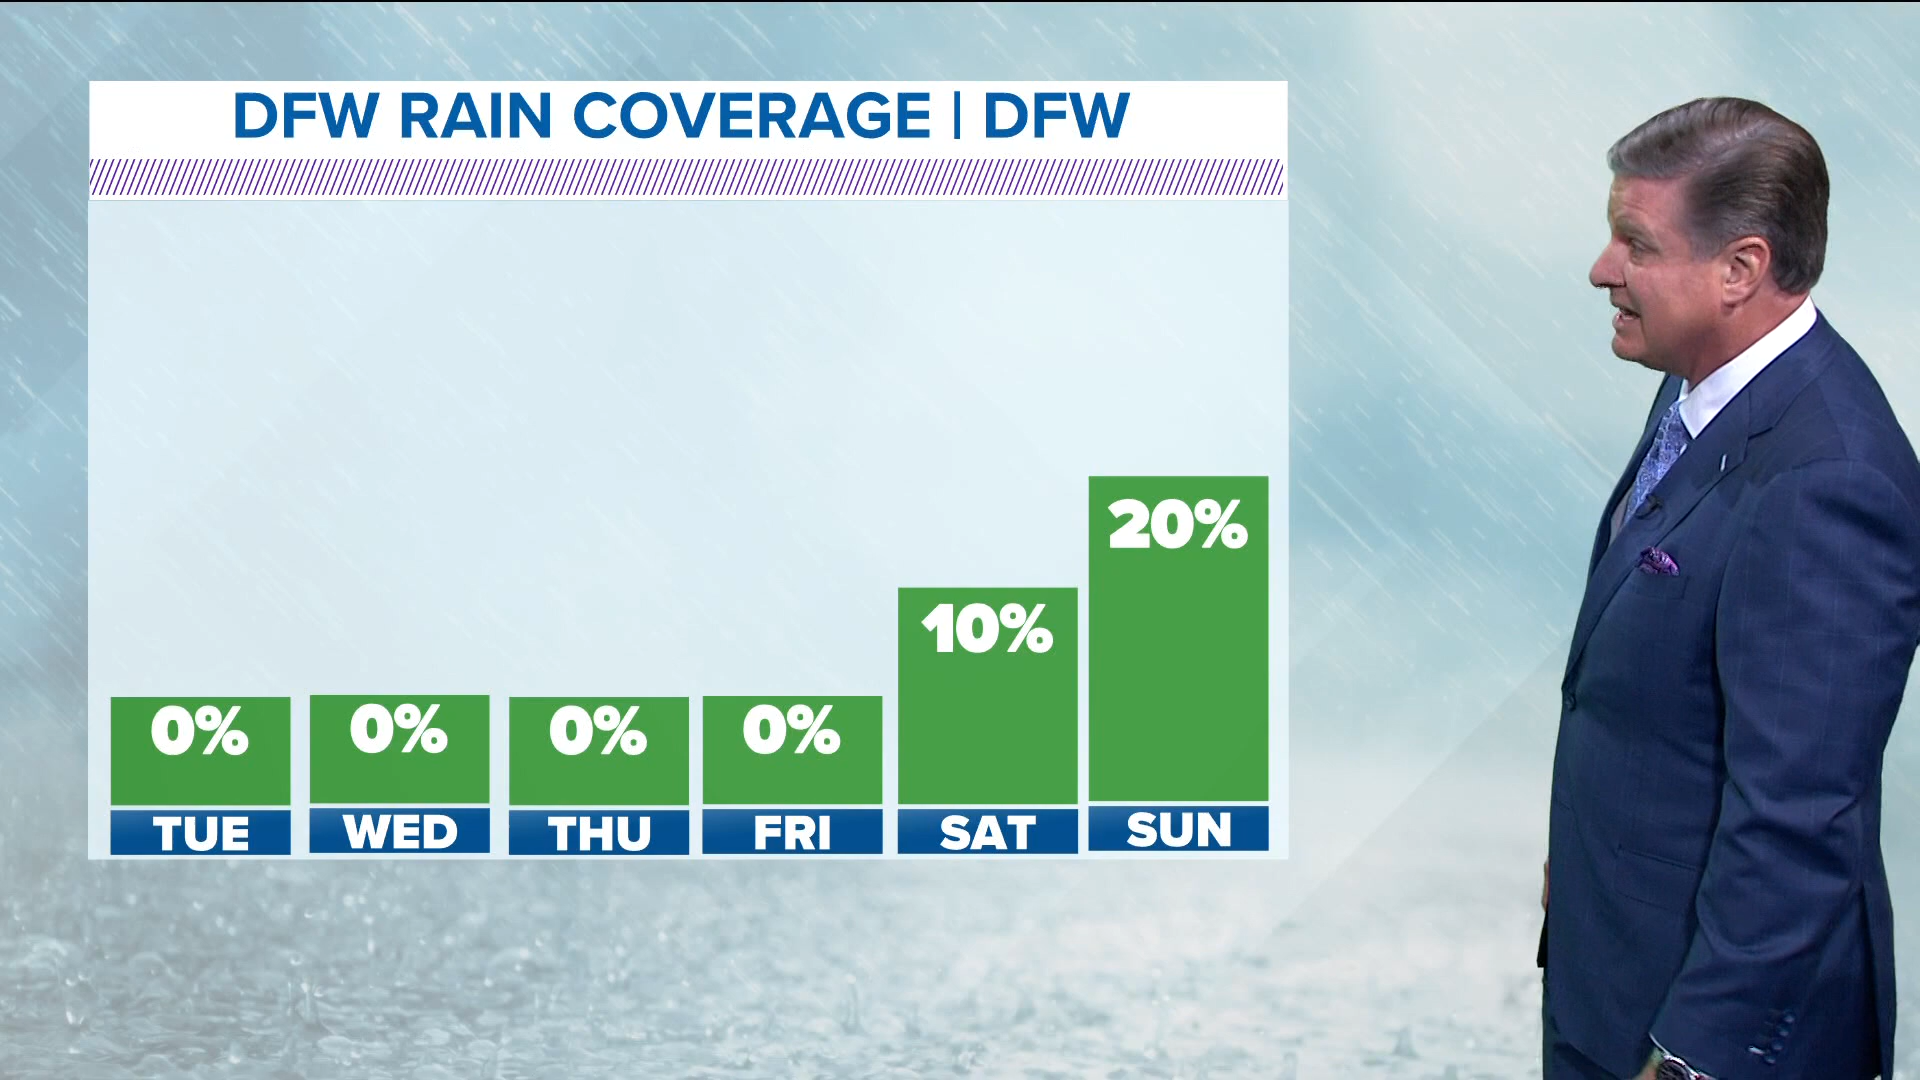 DFW RAIN COVERAGE | DFW
0% 0% 0% 0% 10% 20%
TUE WED THU FRI SAT SUN